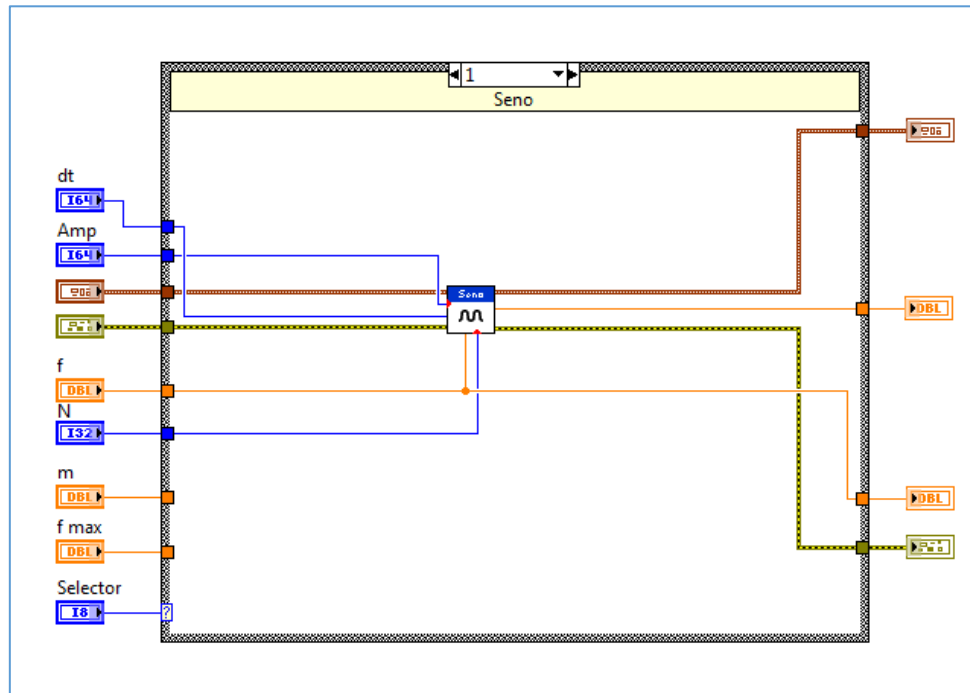 1
Seno
dt
I64
Amp
I64
Seno
f
DBL
DBL
N
I32
m
DBL
DBL
f max
DBL
Selector
I8
?